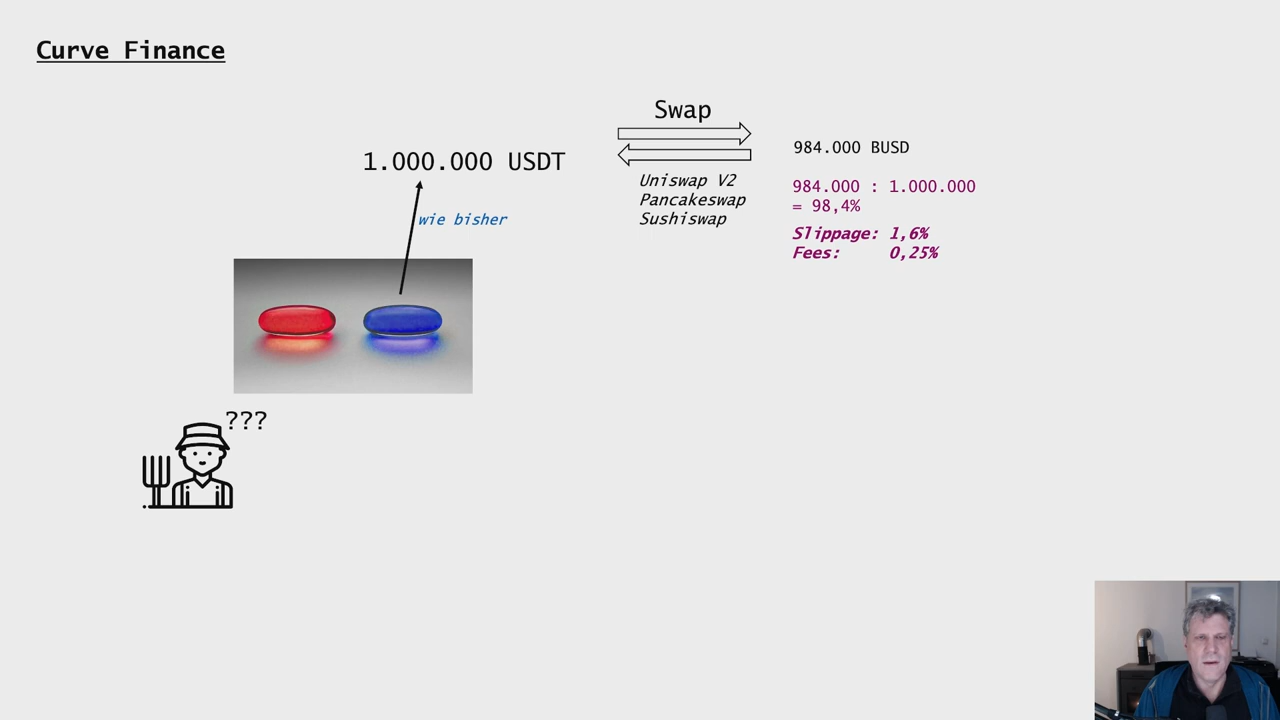 Curve Finance
Swap
1.000.000 USDT
984.000 BUSD
Uniswap V2
Pancakeswap
Sushiswap
984.000 : 1.000.000
= 98,4%
wie bisher
Slippage: 1,6%
Fees: 0,25%
???